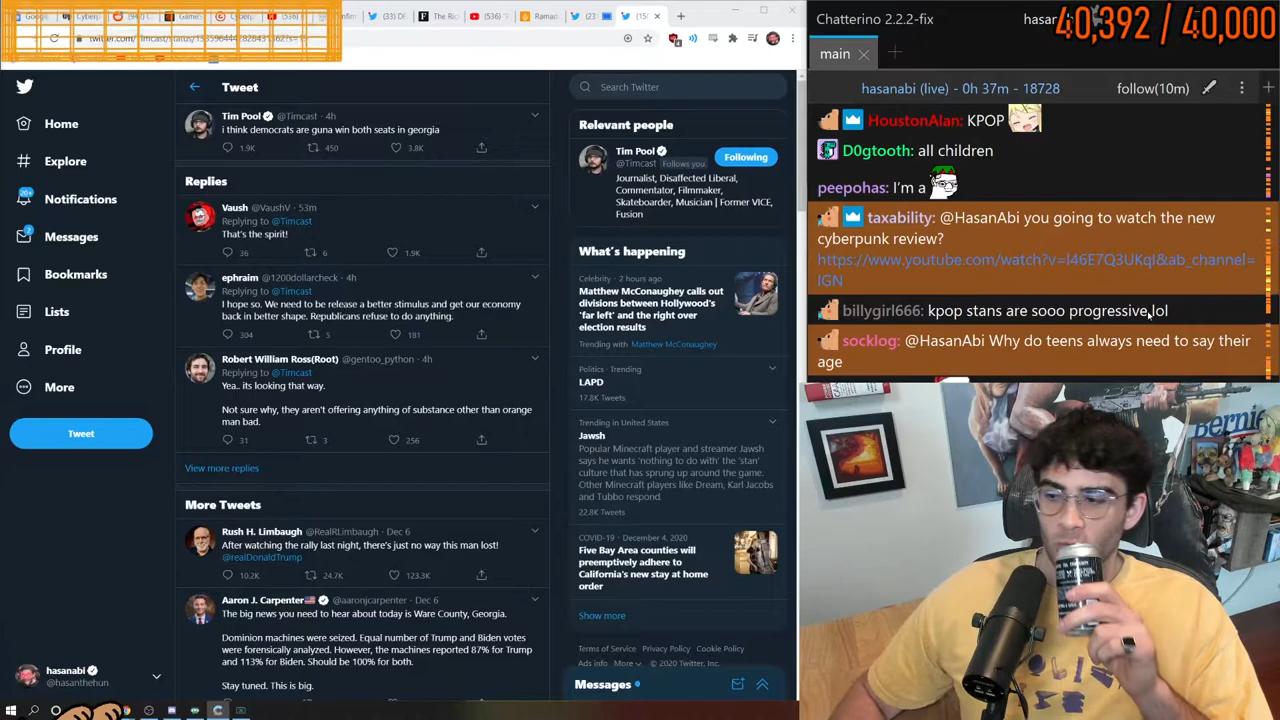 Google
Cyberp
Game
Ramad
twitter.com/
Home
Explore
20+
Notifications
2
Messages
Bookmarks
Lists
Profile
More
Tweet
hasanabi
@hasanthehun
Tweet
Tim Pool @Timcast · 4h
i think democrats are guna win both seats in georgia
1.9K 450 3.8K
Replies
Vaush @VaushV · 53m
Replying to @Timcast
That's the spirit!
36 6 1.9K
ephraim @1200dollarcheck · 4h
Replying to @Timcast
I hope so. We need to be release a better stimulus and get our economy
back in better shape. Republicans refuse to do anything.
304 5 181
Robert William Ross(Root) @gentoo_python · 4h
Replying to @Timcast
Yea.. its looking that way.
Not sure why, they aren't offering anything of substance other than orange
man bad.
31 3 256
View more replies
More Tweets
Rush H. Limbaugh @RealRLimbaugh · Dec 6
After watching the rally last night, there's just no way this man lost!
@realDonaldTrump
10.2K 24.7K 123.3K
Aaron J. Carpenter @aaronjcarpenter · Dec 6
The big news you need to hear about today is Ware County, Georgia.
Dominion machines were seized. Equal number of Trump and Biden votes
were forensically analyzed. However, the machines reported 87% for Trump
and 113% for Biden. Should be 100% for both.
Stay tuned. This is big.
Search Twitter
Relevant people
Tim Pool
@Timcast Follows you
Following
Journalist, Disaffected Liberal,
Commentator, Filmmaker,
Skateboarder, Musician | Former VICE,
Fusion
What's happening
Celebrity · 2 hours ago
Matthew McConaughey calls out
divisions between Hollywood's
'far left' and the right over
election results
Trending with Matthew McConaughey
Politics · Trending
LAPD
17.8K Tweets
Trending in United States
Jawsh
Popular Minecraft player and streamer Jawsh
says he wants 'nothing to do with' the 'stan'
culture that has sprung up around the game.
Other Minecraft players like Dream, Karl Jacobs
and Tubbo respond.
22.8K Tweets
COVID-19 · December 4, 2020
Five Bay Area counties will
preemptively adhere to
California's new stay at home
order
Show more
Terms of Service Privacy Policy Cookie Policy
Ads info More © 2020 Twitter, Inc.
Messages
Chatterino 2.2.2-fix
40,392 / 40,000
main
hasanabi (live) - 0h 37m - 18728
follow(10m)
HoustonAlan: KPOP
D0gtooth: all children
peepohas: I'm a
taxability: @HasanAbi you going to watch the new
cyberpunk review?
https://www.youtube.com/watch?v=l46E7Q3UKqI&ab_channel=
IGN
billygirl666: kpop stans are sooo progressive lol
socklog: @HasanAbi Why do teens always need to say their
age
Bernie